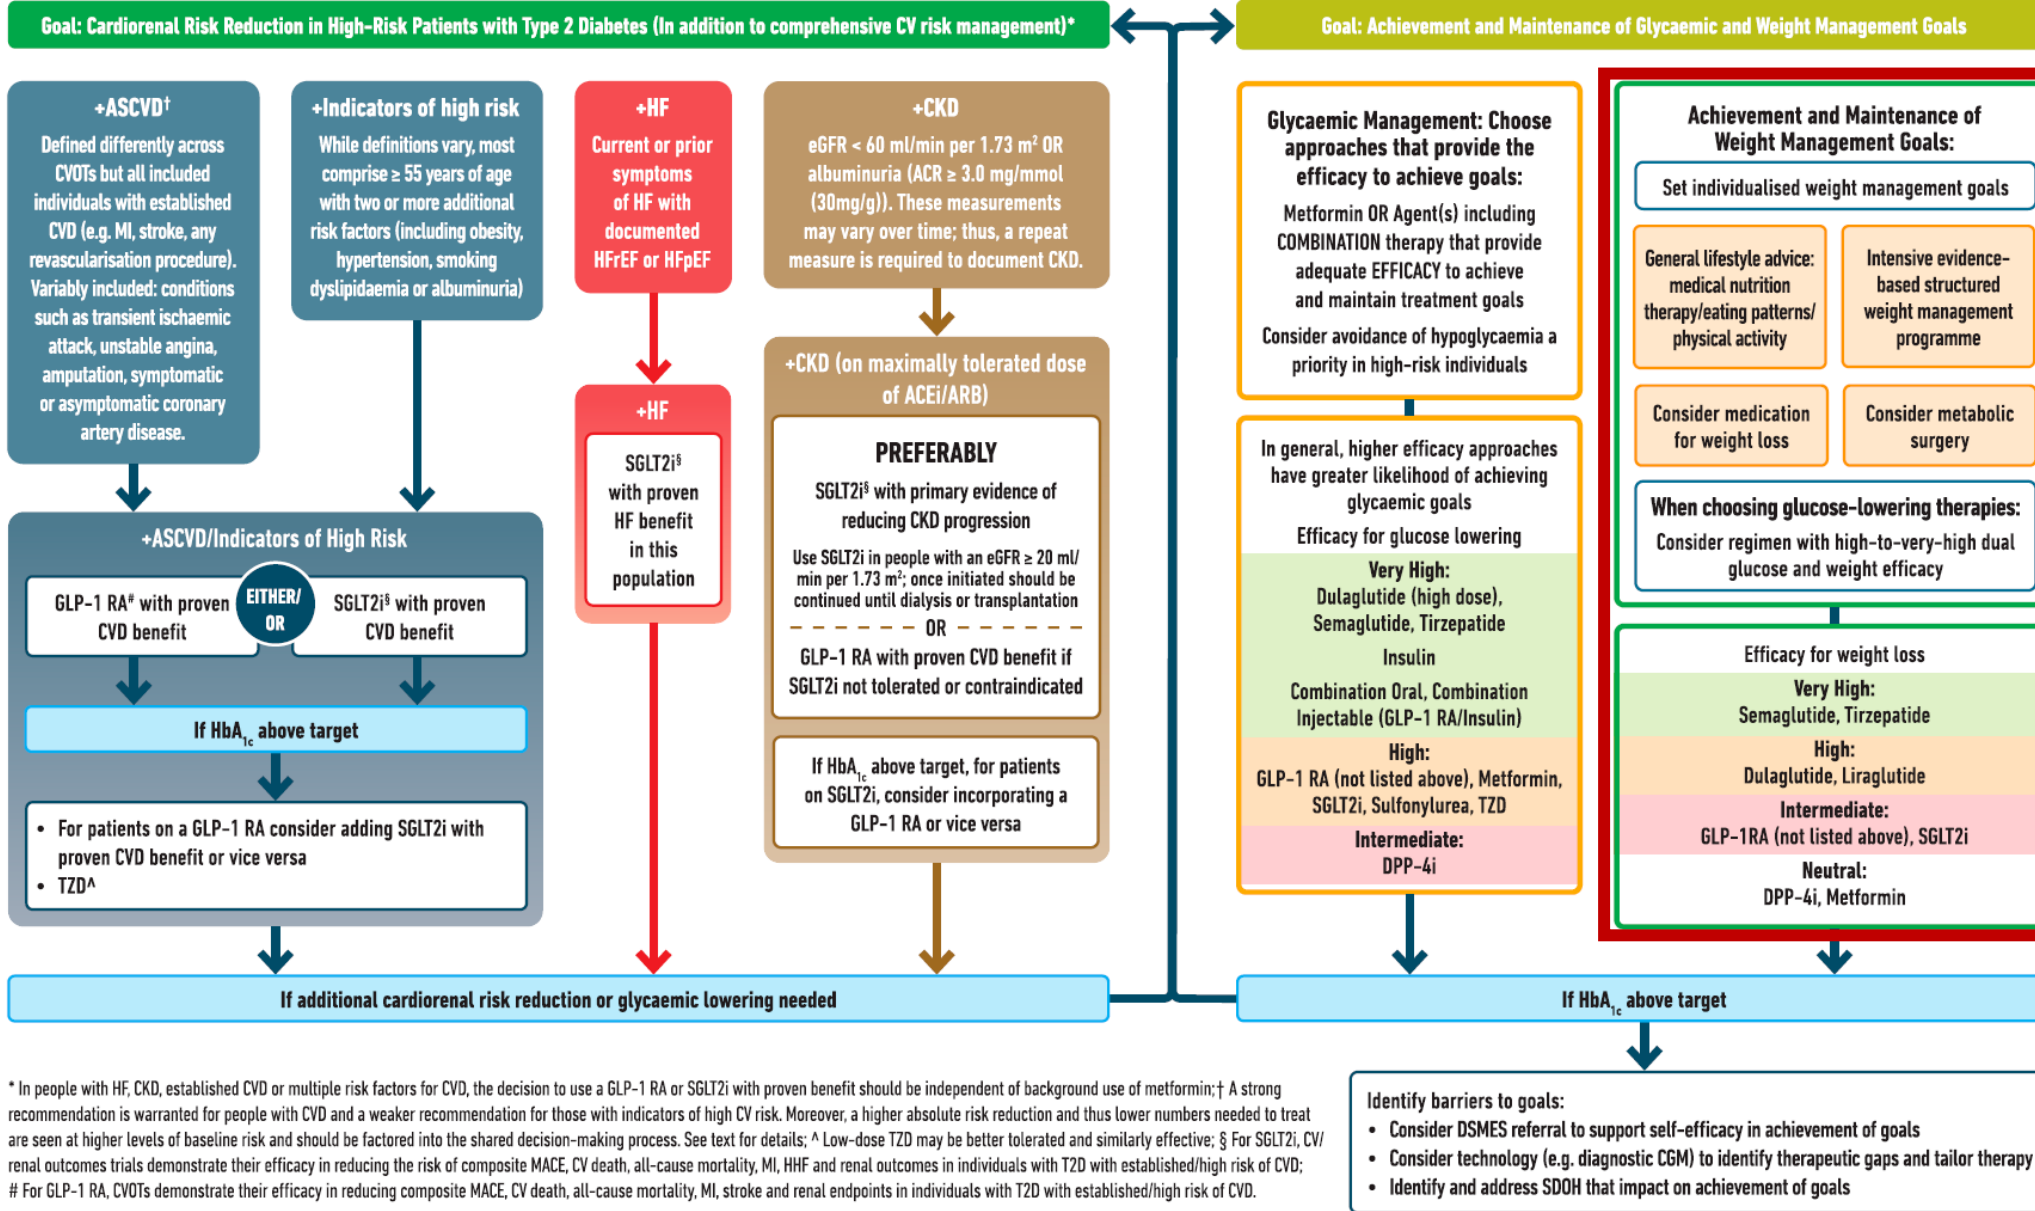 Goal: Cardiorenal Risk Reduction in High-Risk Patients with Type 2 Diabetes (In addition to comprehensive CV risk management)*
+ASCVD†
Defined differently across
CVOTs but all included
individuals with established
CVD (e.g. MI, stroke, any
revascularisation procedure).
Variably included: conditions
such as transient ischaemic
attack, unstable angina,
amputation, symptomatic
or asymptomatic coronary
artery disease.
+Indicators of high risk
While definitions vary, most
comprise ≥ 55 years of age
with two or more additional
risk factors (including obesity,
hypertension, smoking
dyslipidaemia or albuminuria)
+ASCVD/Indicators of High Risk
GLP-1 RA# with proven
CVD benefit
EITHER/
OR
SGLT2i§ with proven
CVD benefit
If HbA1c above target
• For patients on a GLP-1 RA consider adding SGLT2i with
proven CVD benefit or vice versa
• TZD^
+HF
Current or prior
symptoms
of HF with
documented
HFrEF or HFpEF
+HF
SGLT2i§
with proven
HF benefit
in this
population
+CKD
eGFR < 60 ml/min per 1.73 m² OR
albuminuria (ACR ≥ 3.0 mg/mmol
(30mg/g)). These measurements
may vary over time; thus, a repeat
measure is required to document CKD.
+CKD (on maximally tolerated dose
of ACEi/ARB)
PREFERABLY
SGLT2i§ with primary evidence of
reducing CKD progression
Use SGLT2i in people with an eGFR ≥ 20 ml/
min per 1.73 m²; once initiated should be
continued until dialysis or transplantation
OR
GLP-1 RA with proven CVD benefit if
SGLT2i not tolerated or contraindicated
If HbA1c above target, for patients
on SGLT2i, consider incorporating a
GLP-1 RA or vice versa
If additional cardiorenal risk reduction or glycaemic lowering needed
Goal: Achievement and Maintenance of Glycaemic and Weight Management Goals
Glycaemic Management: Choose
approaches that provide the
efficacy to achieve goals:
Metformin OR Agent(s) including
COMBINATION therapy that provide
adequate EFFICACY to achieve
and maintain treatment goals
Consider avoidance of hypoglycaemia a
priority in high-risk individuals
In general, higher efficacy approaches
have greater likelihood of achieving
glycaemic goals
Efficacy for glucose lowering
Very High:
Dulaglutide (high dose),
Semaglutide, Tirzepatide
Insulin
Combination Oral, Combination
Injectable (GLP-1 RA/Insulin)
High:
GLP-1 RA (not listed above), Metformin,
SGLT2i, Sulfonylurea, TZD
Intermediate:
DPP-4i
Achievement and Maintenance of
Weight Management Goals:
Set individualised weight management goals
General lifestyle advice:
medical nutrition
therapy/eating patterns/
physical activity
Intensive evidence-
based structured
weight management
programme
Consider medication
for weight loss
Consider metabolic
surgery
When choosing glucose-lowering therapies:
Consider regimen with high-to-very-high dual
glucose and weight efficacy
Efficacy for weight loss
Very High:
Semaglutide, Tirzepatide
High:
Dulaglutide, Liraglutide
Intermediate:
GLP-1RA (not listed above), SGLT2i
Neutral:
DPP-4i, Metformin
If HbA1c above target
Identify barriers to goals:
• Consider DSMES referral to support self-efficacy in achievement of goals
• Consider technology (e.g. diagnostic CGM) to identify therapeutic gaps and tailor therapy
• Identify and address SDOH that impact on achievement of goals
* In people with HF, CKD, established CVD or multiple risk factors for CVD, the decision to use a GLP-1 RA or SGLT2i with proven benefit should be independent of background use of metformin;† A strong
recommendation is warranted for people with CVD and a weaker recommendation for those with indicators of high CV risk. Moreover, a higher absolute risk reduction and thus lower numbers needed to treat
are seen at higher levels of baseline risk and should be factored into the shared decision-making process. See text for details; ^ Low-dose TZD may be better tolerated and similarly effective; § For SGLT2i, CV/
renal outcomes trials demonstrate their efficacy in reducing the risk of composite MACE, CV death, all-cause mortality, MI, HHF and renal outcomes in individuals with T2D with established/high risk of CVD;
# For GLP-1 RA, CVOTs demonstrate their efficacy in reducing composite MACE, CV death, all-cause mortality, MI, stroke and renal endpoints in individuals with T2D with established/high risk of CVD.